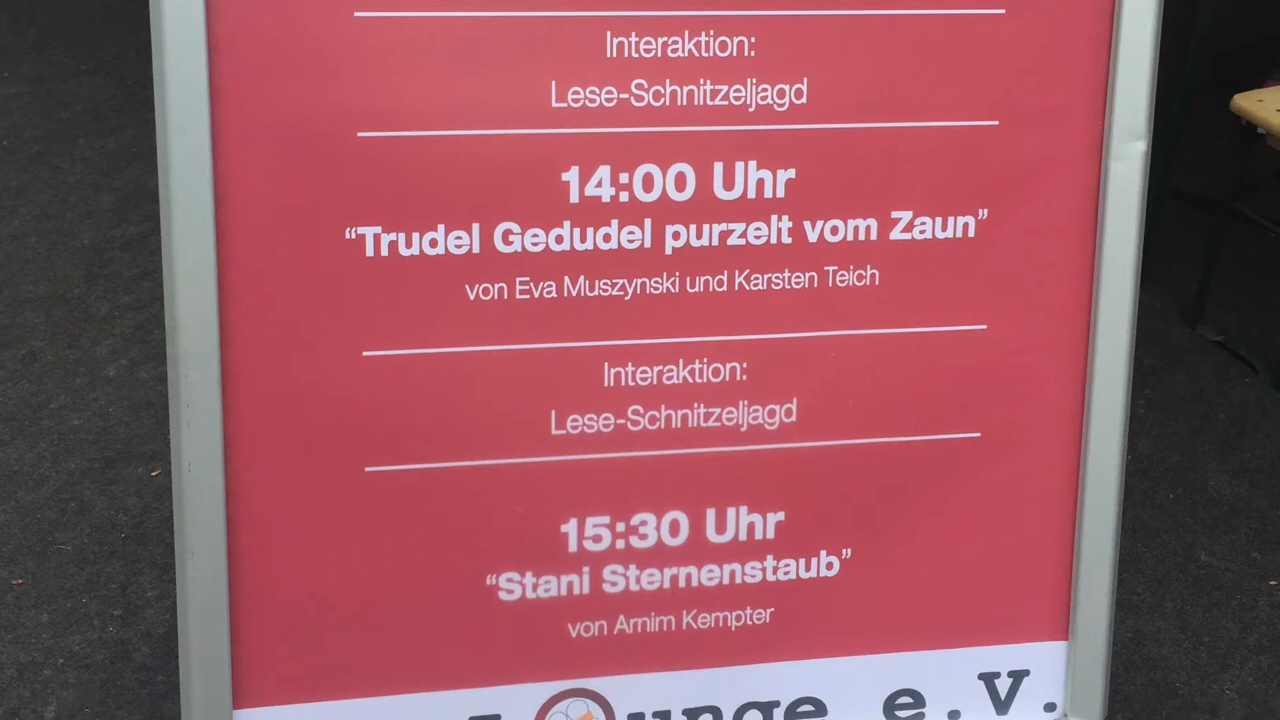 Interaktion:
Lese-Schnitzeljagd
14:00 Uhr
“Trudel Gedudel purzelt vom Zaun”
von Eva Muszynski und Karsten Teich
Interaktion:
Lese-Schnitzeljagd
15:30 Uhr
“Stani Sternenstaub”
von Arnim Kempter
e.V.